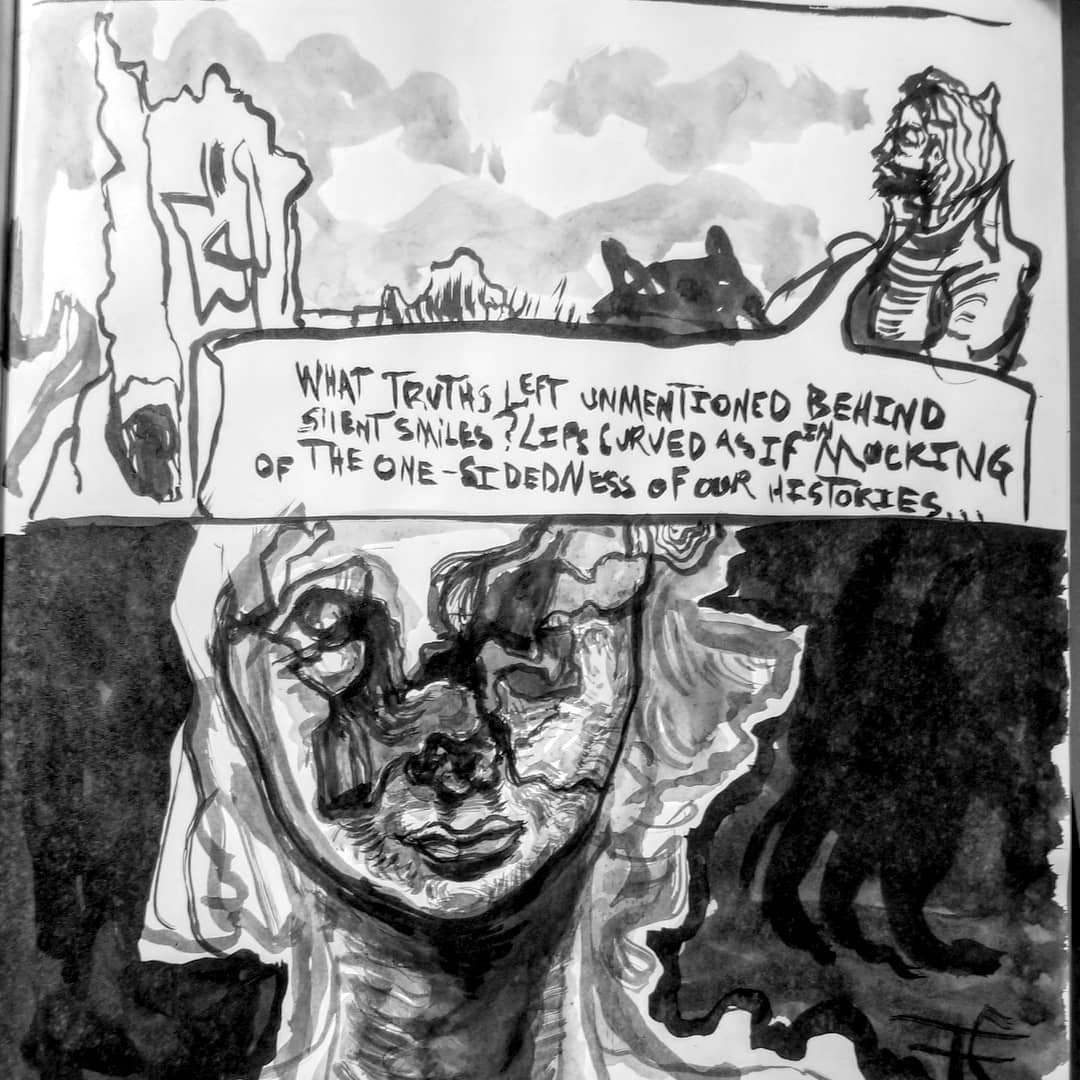 WHAT TRUTHS LEFT UNMENTIONED BEHIND
SILENT SMILES? LIPS CURVED AS IF IN MOCKING
OF THE ONE-SIDEDNESS OF OUR HISTORIES...